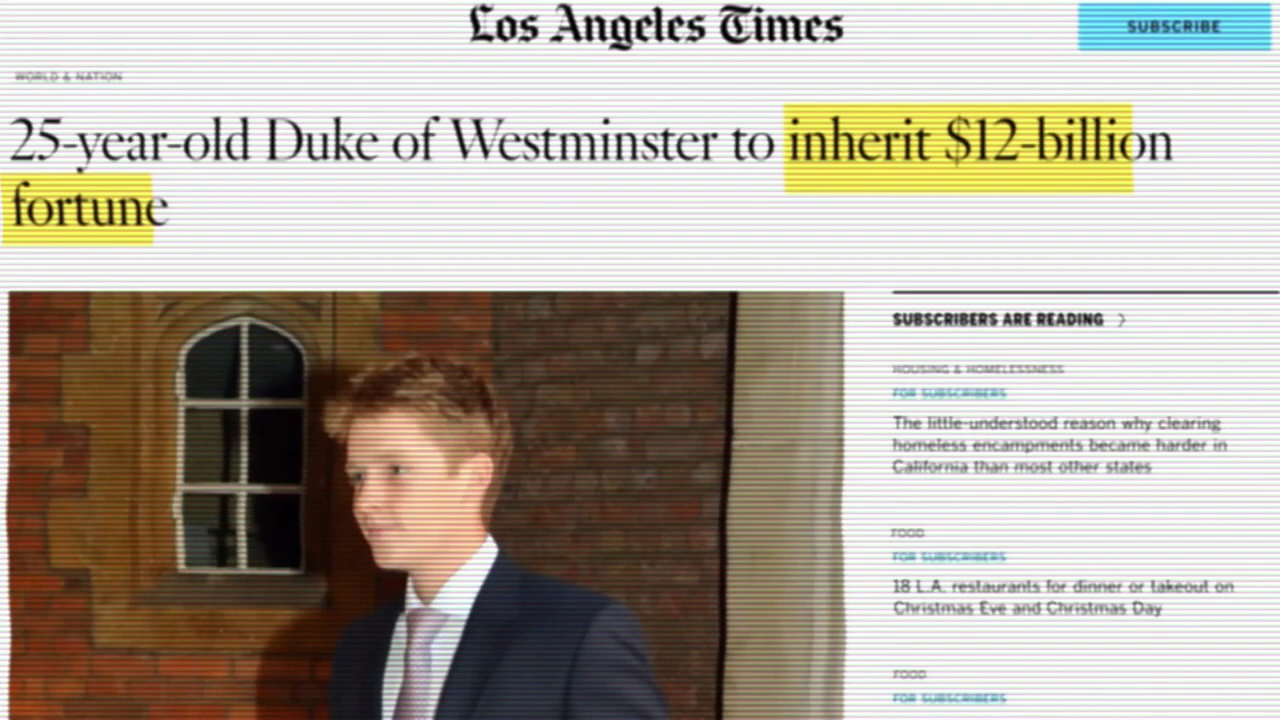 Los Angeles Times
SUBSCRIBE
WORLD & NATION
25-year-old Duke of Westminster to inherit $12-billion
fortune
SUBSCRIBERS ARE READING
HOUSING & HOMELESSNESS
FOR SUBSCRIBERS
The little-understood reason why clearing
homeless encampments became harder in
California than most other states
FOOD
FOR SUBSCRIBERS
18 L.A. restaurants for dinner or takeout on
Christmas Eve and Christmas Day
FOOD
FOR SUBSCRIBERS